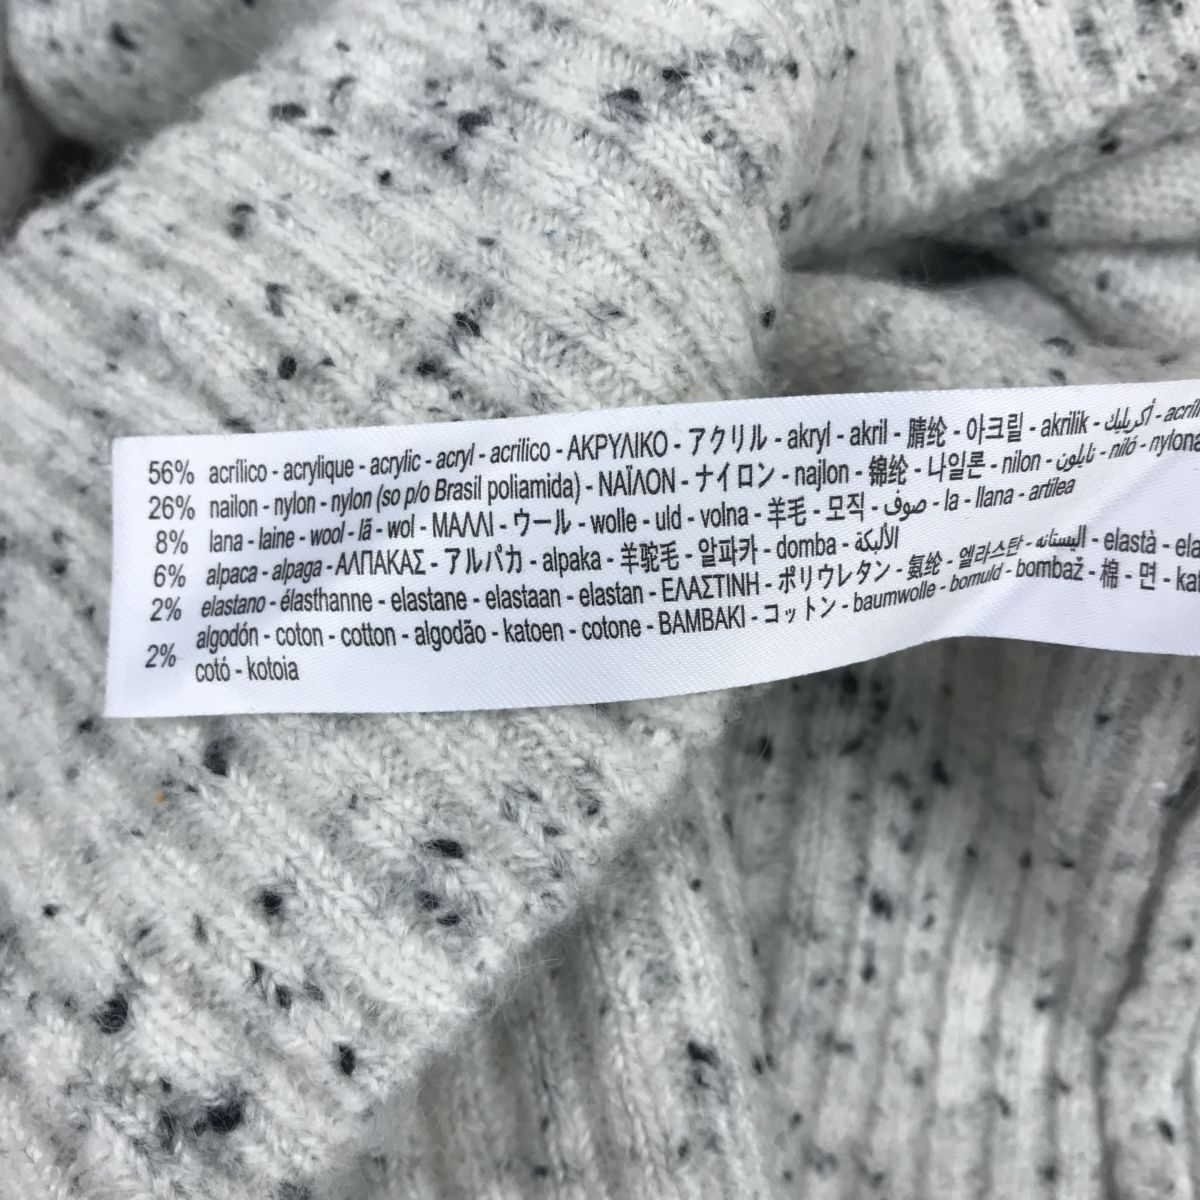 56% acrílico - acrylique - acrylic - acryl - acrilico - ΑΚΡΥΛΙΚΟ - アクリル - akryl - akril - 腈纶 - 아크릴 - akrilik - أكريليك -
26% nailon - nylon - nylon (so p/o Brasil poliamida) - ΝΑΪΛΟΝ - ナイロン - najlon - 锦纶 - 나일론 - nilon - نايلون - niló - nylona
8% lana - laine - wool - lã - wol - ΜΑΛΛΙ - ウール - wolle - uld - volna - 羊毛 - 모직 - صوف - la - llana - artilea
6% alpaca - alpaga - ΑΛΠΑΚΑΣ - アルパカ - alpaka - 羊驼毛 - 알파카 - domba - الألبكة
2% elastano - élasthanne - elastane - elastaan - elastan - ΕΛΑΣΤΙΝΗ - ポリウレタン - 氨纶 - 엘라스탄 - - elastà -
2% algodón - coton - cotton - algodão - katoen - cotone - BAMBAKI - コットン - baumwolle - bomuld - bombaž - 棉 - 면 -
cotó - kotoia